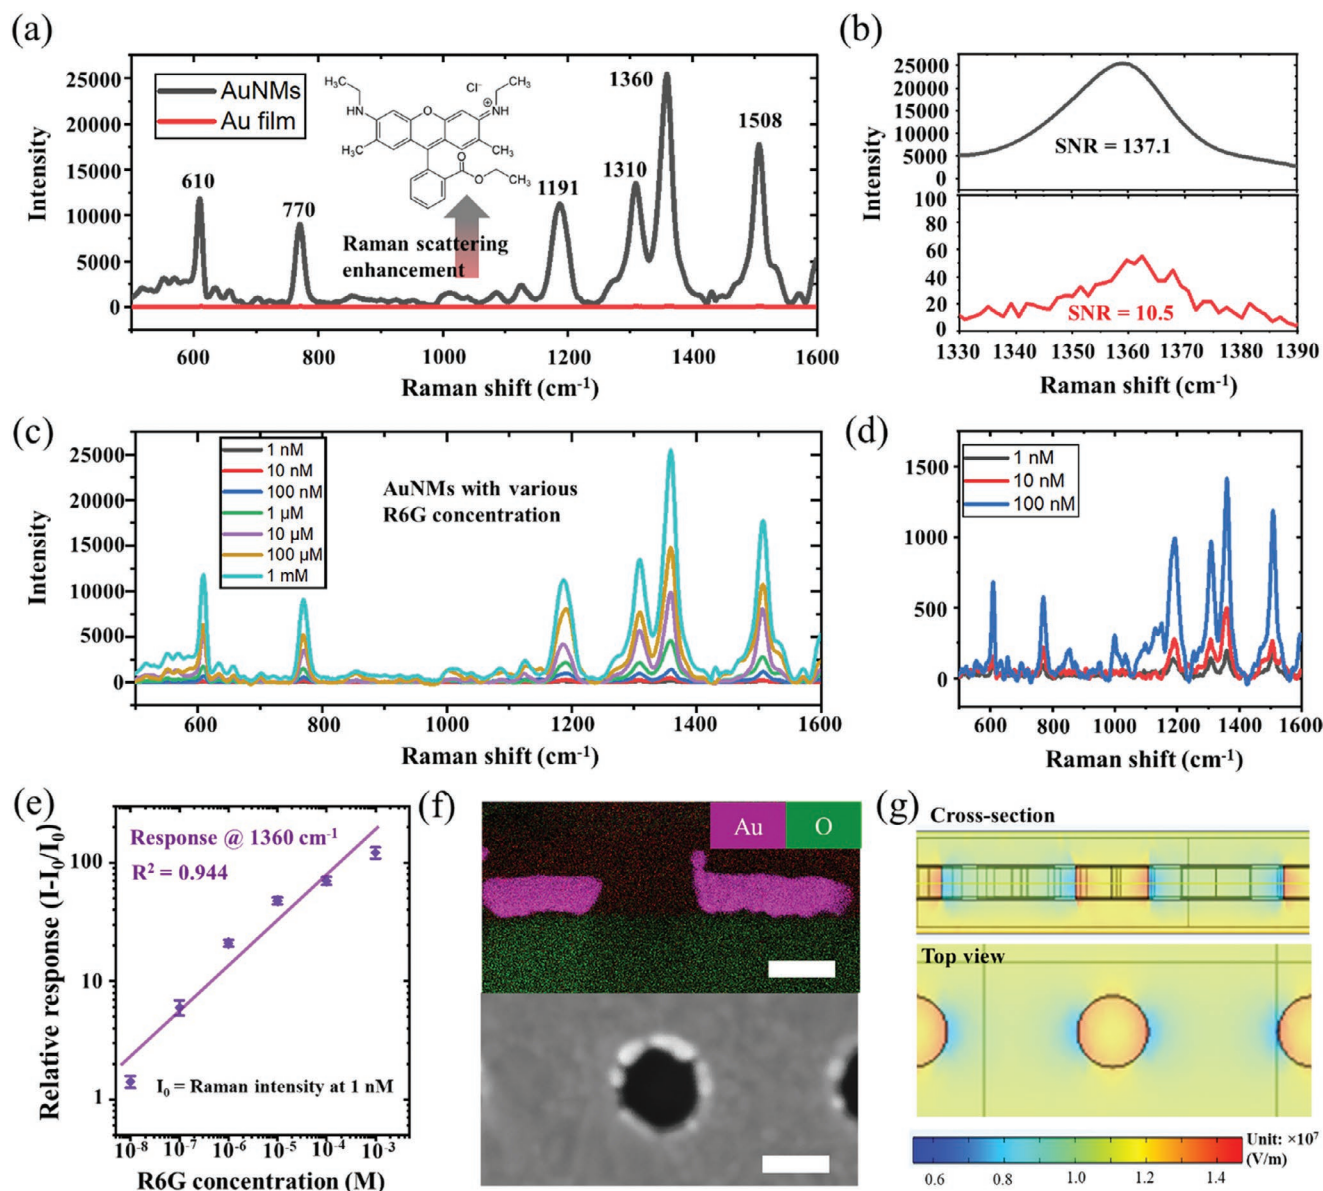 (a)
AuNMs
Au film
H₃C
CH₃
Cl⁻
HN
O
NH
⊕
H₃C
CH₃
O
O
CH₃
610
770
1191
1310
1360
1508
Raman scattering
enhancement
25000
20000
15000
10000
5000
0
Intensity
600 800 1000 1200 1400 1600
Raman shift (cm⁻¹)
(b)
25000
20000
15000
10000
5000
0
SNR = 137.1
100
80
60
40
20
0
SNR = 10.5
Intensity
1330 1340 1350 1360 1370 1380 1390
Raman shift (cm⁻¹)
(c)
1 nM
10 nM
100 nM
1 μM
10 μM
100 μM
1 mM
AuNMs with various
R6G concentration
25000
20000
15000
10000
5000
0
Intensity
600 800 1000 1200 1400 1600
Raman shift (cm⁻¹)
(d)
1 nM
10 nM
100 nM
1500
1000
500
0
600 800 1000 1200 1400 1600
Raman shift (cm⁻¹)
(e)
Response @ 1360 cm⁻¹
R² = 0.944
I₀ = Raman intensity at 1 nM
100
10
1
Relative response (I-I₀/I₀)
10⁻⁸ 10⁻⁷ 10⁻⁶ 10⁻⁵ 10⁻⁴ 10⁻³
R6G concentration (M)
(f)
Au O
(g)
Cross-section
Top view
0.6 0.8 1.0 1.2 1.4
Unit: ×10⁷
(V/m)